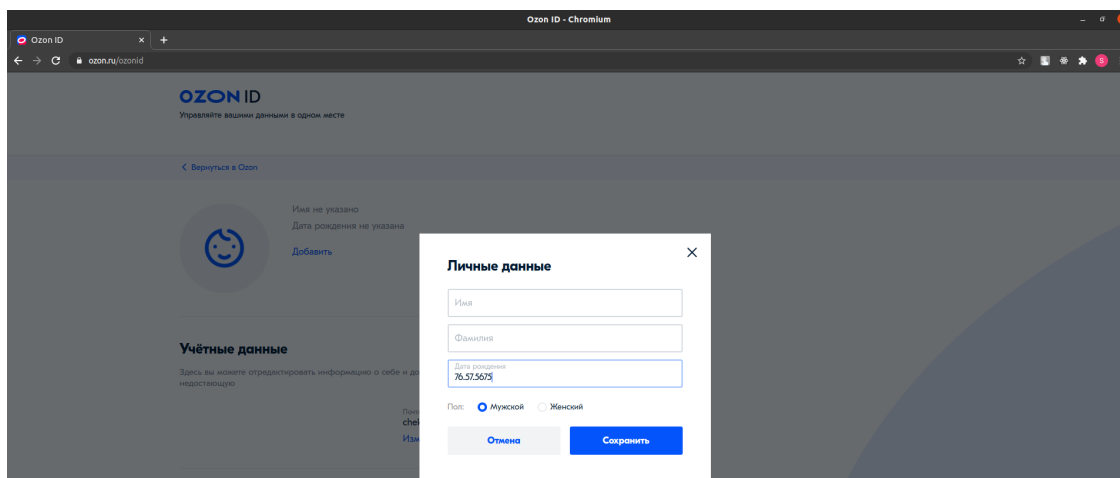 Ozon ID - Chromium
Ozon ID
ozon.ru/ozonid
S
OZON ID
Управляйте вашими данными в одном месте
Вернуться в Ozon
Имя не указано
Дата рождения не указана
Добавить
Личные данные
Имя
Фамилия
Дата рождения
76.57.5675
Пол: Мужской Женский
Отмена Сохранить
Учётные данные
Здесь вы можете отредактировать информацию о себе и до
недостающую
chel
Изм